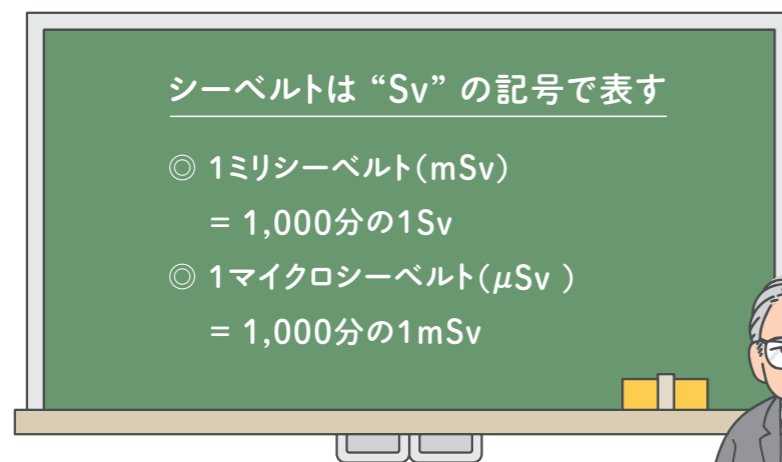 シーベルトは “Sv” の記号で表す
◎ 1ミリシーベルト(mSv)
= 1,000分の1Sv
◎ 1マイクロシーベルト(μSv )
= 1,000分の1mSv